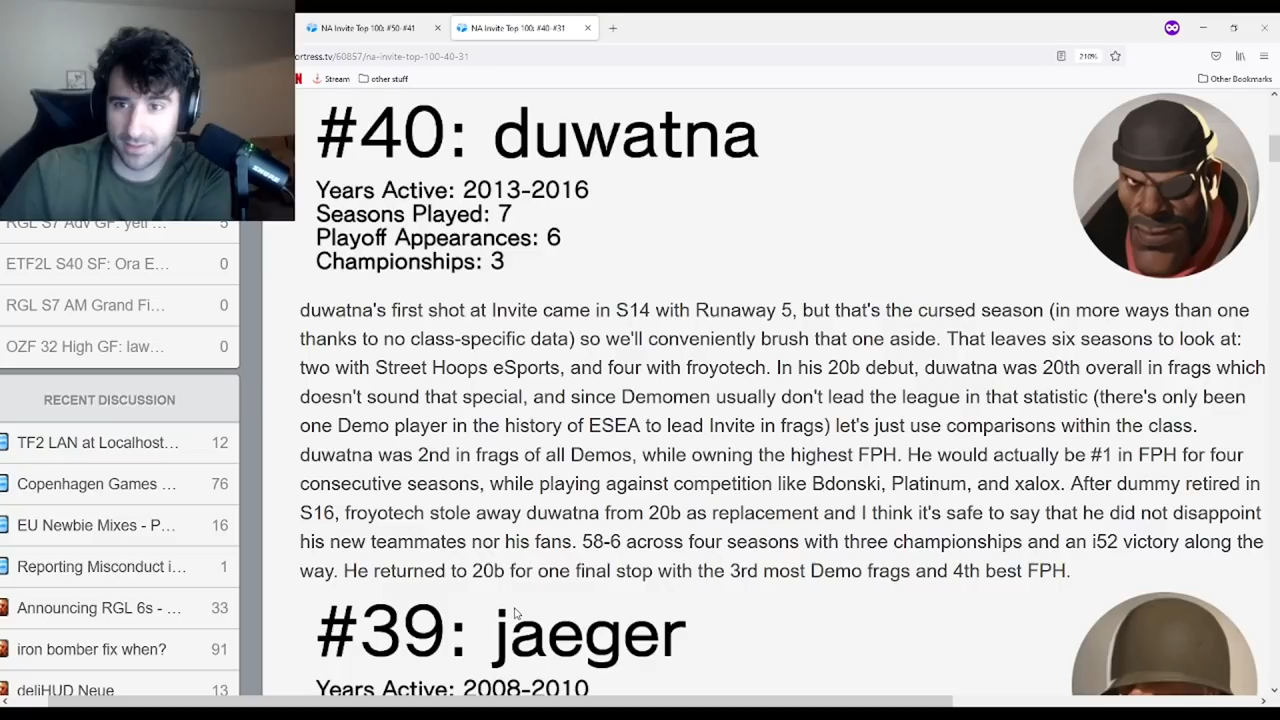 NA Invite Top 100: #50-#41
NA Invite Top 100: #40-#31
ortress.tv/60857/na-invite-top-100-40-31
210%
Stream
other stuff
Other Bookmarks
SHURE
#40: duwatna
Years Active: 2013-2016
Seasons Played: 7
Playoff Appearances: 6
Championships: 3
duwatna's first shot at Invite came in S14 with Runaway 5, but that's the cursed season (in more ways than one
thanks to no class-specific data) so we'll conveniently brush that one aside. That leaves six seasons to look at:
two with Street Hoops eSports, and four with froyotech. In his 20b debut, duwatna was 20th overall in frags which
doesn't sound that special, and since Demomen usually don't lead the league in that statistic (there's only been
one Demo player in the history of ESEA to lead Invite in frags) let's just use comparisons within the class.
duwatna was 2nd in frags of all Demos, while owning the highest FPH. He would actually be #1 in FPH for four
consecutive seasons, while playing against competition like Bdonski, Platinum, and xalox. After dummy retired in
S16, froyotech stole away duwatna from 20b as replacement and I think it's safe to say that he did not disappoint
his new teammates nor his fans. 58-6 across four seasons with three championships and an i52 victory along the
way. He returned to 20b for one final stop with the 3rd most Demo frags and 4th best FPH.
#39: jaeger
Years Active: 2008-2010
RGL S7 Adv GF: yeti ... 5
ETF2L S40 SF: Ora E... 0
RGL S7 AM Grand Fi... 0
OZF 32 High GF: law... 0
RECENT DISCUSSION
TF2 LAN at Localhost... 12
Copenhagen Games ... 76
EU Newbie Mixes - P... 16
Reporting Misconduct i... 1
Announcing RGL 6s - ... 33
iron bomber fix when? 91
deliHUD Neue 13